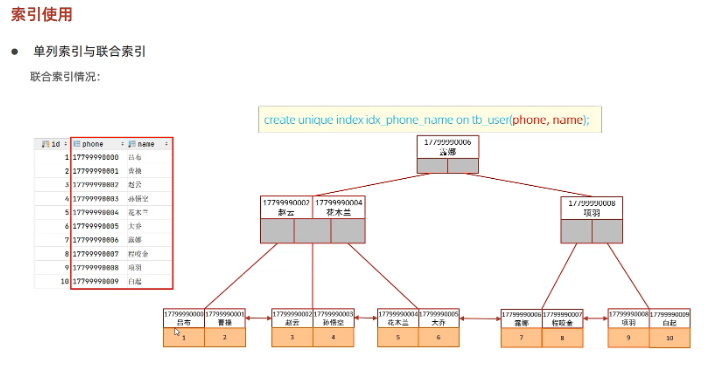 索引使用
● 单列索引与联合索引
联合索引情况：
create unique index idx_phone_name on tb_user(phone, name);
id phone name
1 17799990000 吕布
2 17799990001 曹操
3 17799990002 赵云
4 17799990003 孙悟空
5 17799990004 花木兰
6 17799990005 大乔
7 17799990006 露娜
8 17799990007 程咬金
9 17799990008 项羽
10 17799990009 白起
17799990006
露娜
17799990002 17799990004
赵云 花木兰
17799990008
项羽
17799990000 17799990001 17799990002 17799990003 17799990004 17799990005 17799990006 17799990007 17799990008 17799990009
吕布 曹操 赵云 孙悟空 花木兰 大乔 露娜 程咬金 项羽 白起
1 2 3 4 5 6 7 8 9 10